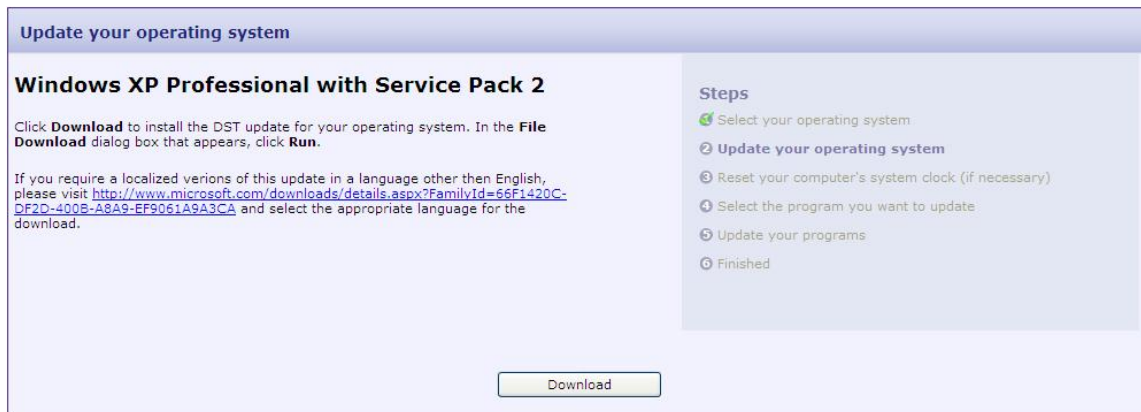 Update your operating system
Windows XP Professional with Service Pack 2
Click Download to install the DST update for your operating system. In the File
Download dialog box that appears, click Run.
If you require a localized verions of this update in a language other then English,
please visit http://www.microsoft.com/downloads/details.aspx?FamilyId=66F1420C-
DF2D-400B-A8A9-EF9061A9A3CA and select the appropriate language for the
download.
Steps
Select your operating system
2 Update your operating system
3 Reset your computer's system clock (if necessary)
4 Select the program you want to update
5 Update your programs
6 Finished
Download